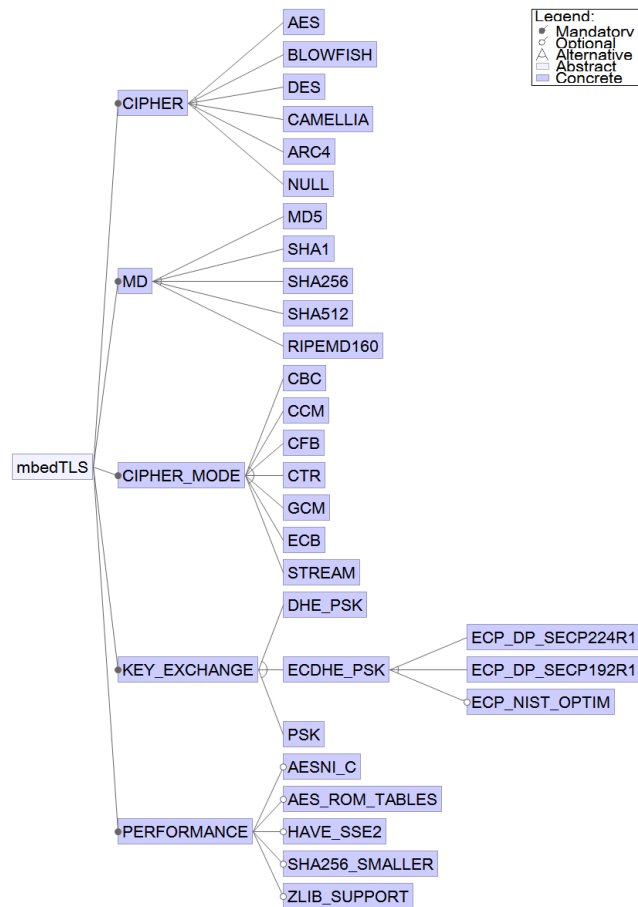 Legend:
Mandatory
Optional
Alternative
Abstract
Concrete
AES
BLOWFISH
DES
CAMELLIA
ARC4
NULL
CIPHER
MD5
SHA1
SHA256
SHA512
RIPEMD160
MD
CBC
CCM
CFB
CTR
GCM
ECB
STREAM
CIPHER_MODE
mbedTLS
DHE_PSK
ECDHE_PSK
PSK
KEY_EXCHANGE
ECP_DP_SECP224R1
ECP_DP_SECP192R1
ECP_NIST_OPTIM
AESNI_C
AES_ROM_TABLES
HAVE_SSE2
SHA256_SMALLER
ZLIB_SUPPORT
PERFORMANCE